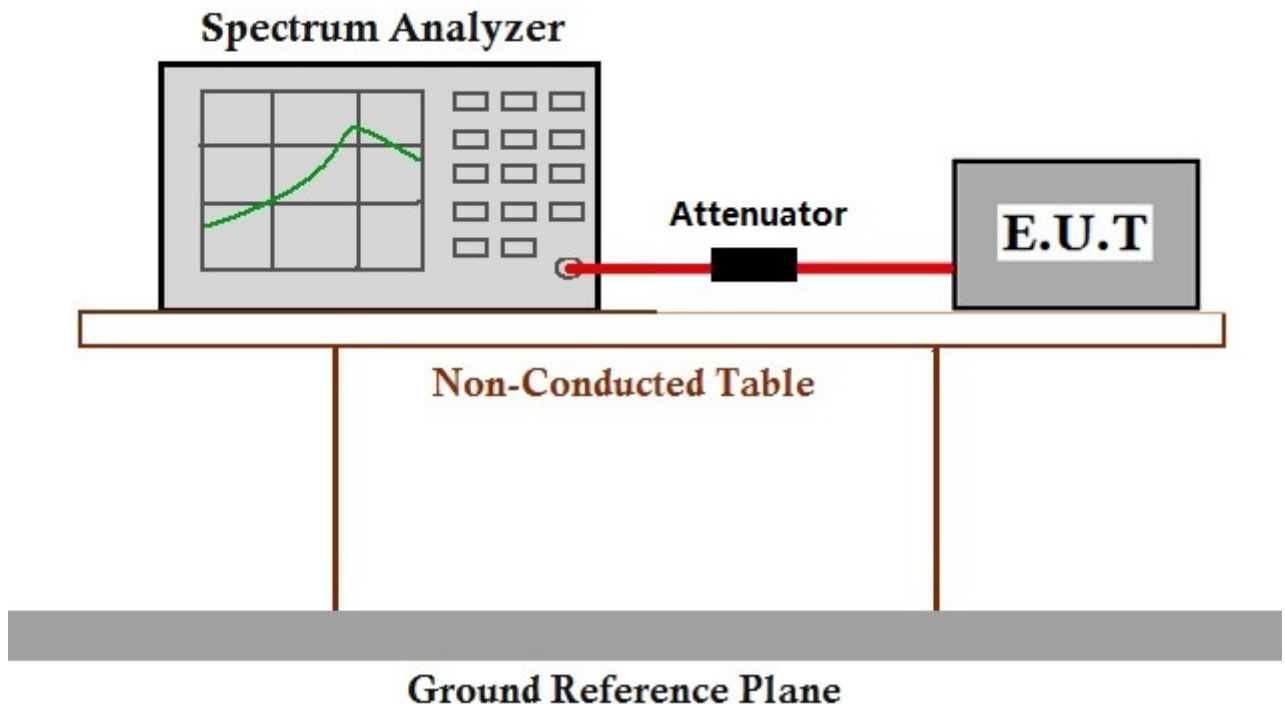 Spectrum Analyzer
Attenuator
E.U.T
Non-Conducted Table
Ground Reference Plane